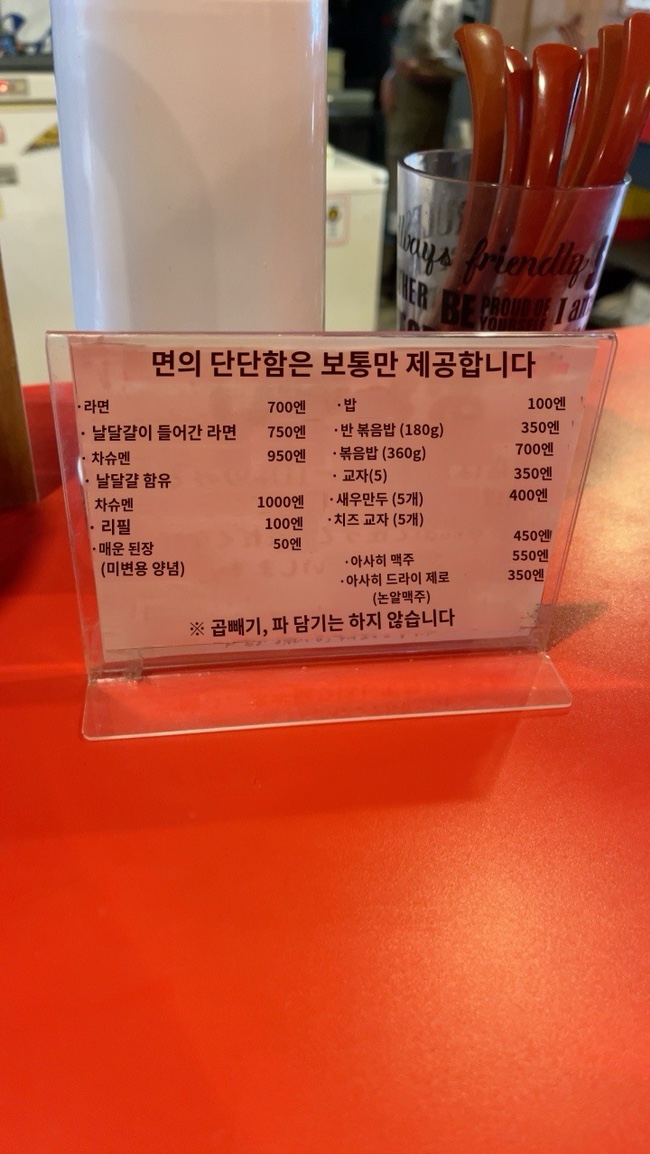 always friendly
HER BE PROUD OF I am
YOURSELF
면의 단단함은 보통만 제공합니다
·라면 700엔
· 날달걀이 들어간 라면 750엔
· 차슈멘 950엔
· 날달걀 함유
차슈멘 1000엔
· 리필 100엔
·매운 된장 50엔
(미변용 양념)
·밥 100엔
·반 볶음밥 (180g) 350엔
·볶음밥 (360g) 700엔
· 교자(5) 350엔
·새우만두 (5개) 400엔
·치즈 교자 (5개)
450엔
·아사히 맥주 550엔
·아사히 드라이 제로 350엔
(논알맥주)
※ 곱빼기, 파 담기는 하지 않습니다